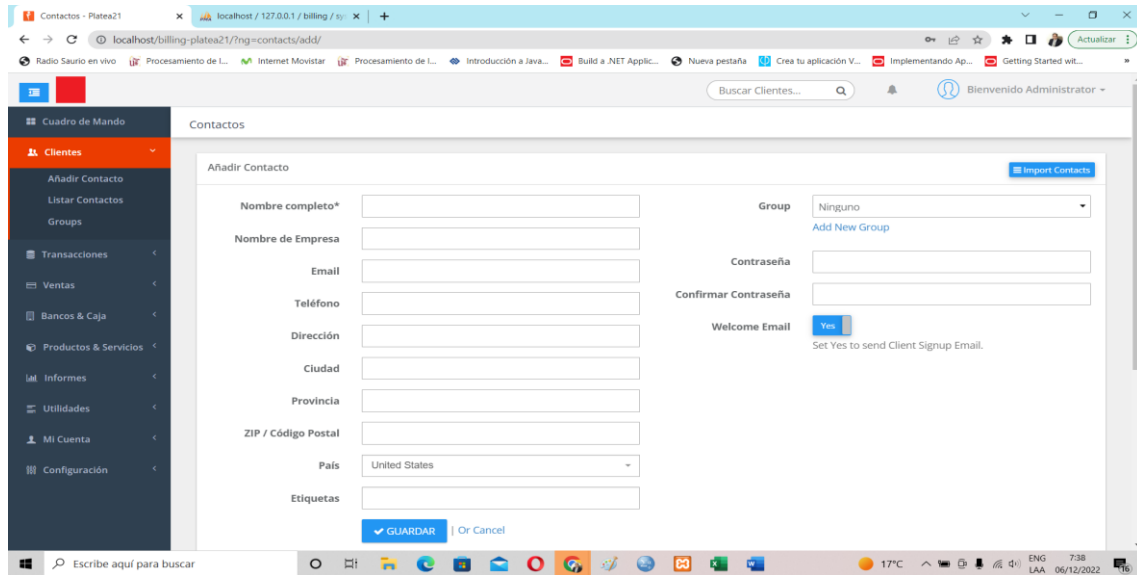 Contactos - Platea21
localhost / 127.0.0.1 / billing / sy
localhost/billing-platea21/?ng=contacts/add/
Actualizar
Radio Saurio en vivo
Procesamiento de l...
Internet Movistar
Procesamiento de l...
Introducción a Java...
Build a .NET Applic...
Nueva pestaña
Crea tu aplicación V...
Implementando Ap...
Getting Started wit...
»
Buscar Clientes...
Bienvenido Administrator
Cuadro de Mando
Clientes
Añadir Contacto
Listar Contactos
Groups
Transacciones
Ventas
Bancos & Caja
Productos & Servicios
Informes
Utilidades
Mi Cuenta
Configuración
Contactos
Añadir Contacto
Import Contacts
Nombre completo*
Nombre de Empresa
Email
Teléfono
Dirección
Ciudad
Provincia
ZIP / Código Postal
País
United States
Etiquetas
GUARDAR | Or Cancel
Group
Ninguno
Add New Group
Contraseña
Confirmar Contraseña
Welcome Email
Yes
Set Yes to send Client Signup Email.
Escribe aquí para buscar
17°C
ENG
LAA
7:38
06/12/2022
16